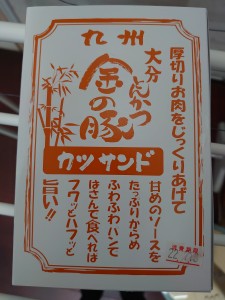 九州
厚切りお肉をじっくりあげて
大分
とんかつ
金の豚
カツサンド
甘めのソースを
たっぷりからめ
ふわふわパンで
はさんで食べれば
フワッとハフッと
旨い!!